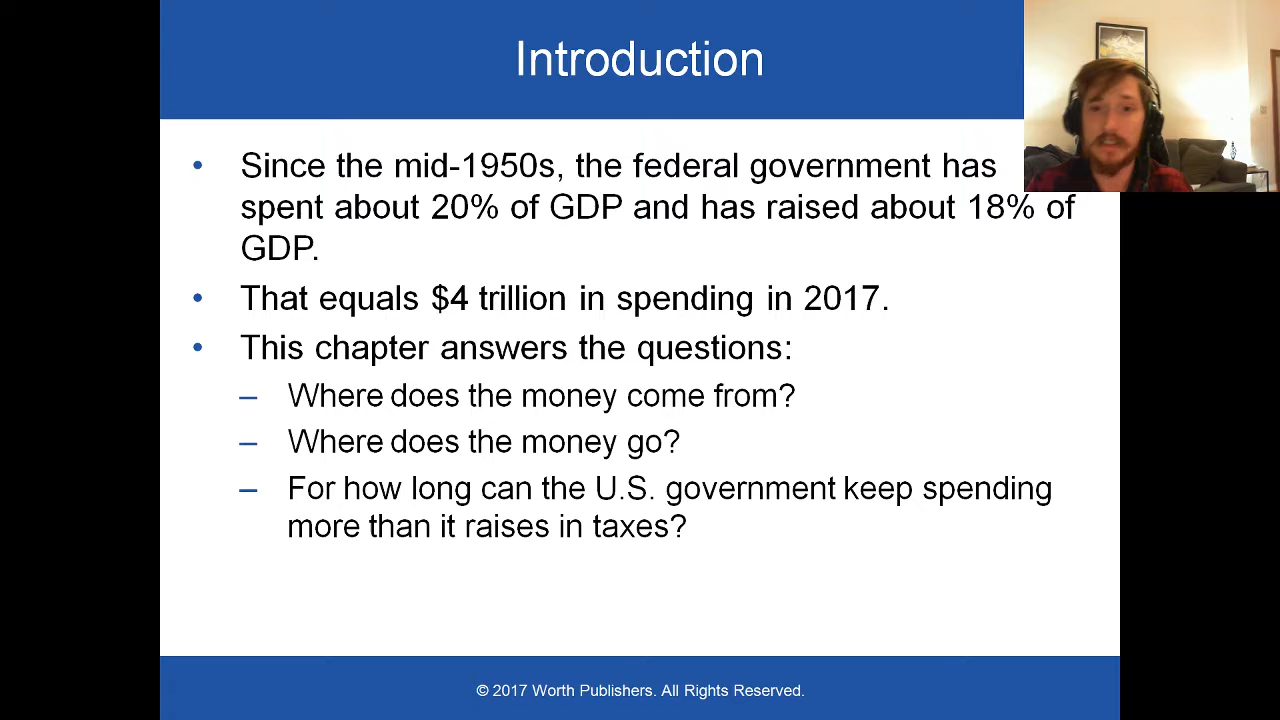 Introduction
• Since the mid-1950s, the federal government has
spent about 20% of GDP and has raised about 18% of
GDP.
• That equals $4 trillion in spending in 2017.
• This chapter answers the questions:
– Where does the money come from?
– Where does the money go?
– For how long can the U.S. government keep spending
more than it raises in taxes?
© 2017 Worth Publishers. All Rights Reserved.